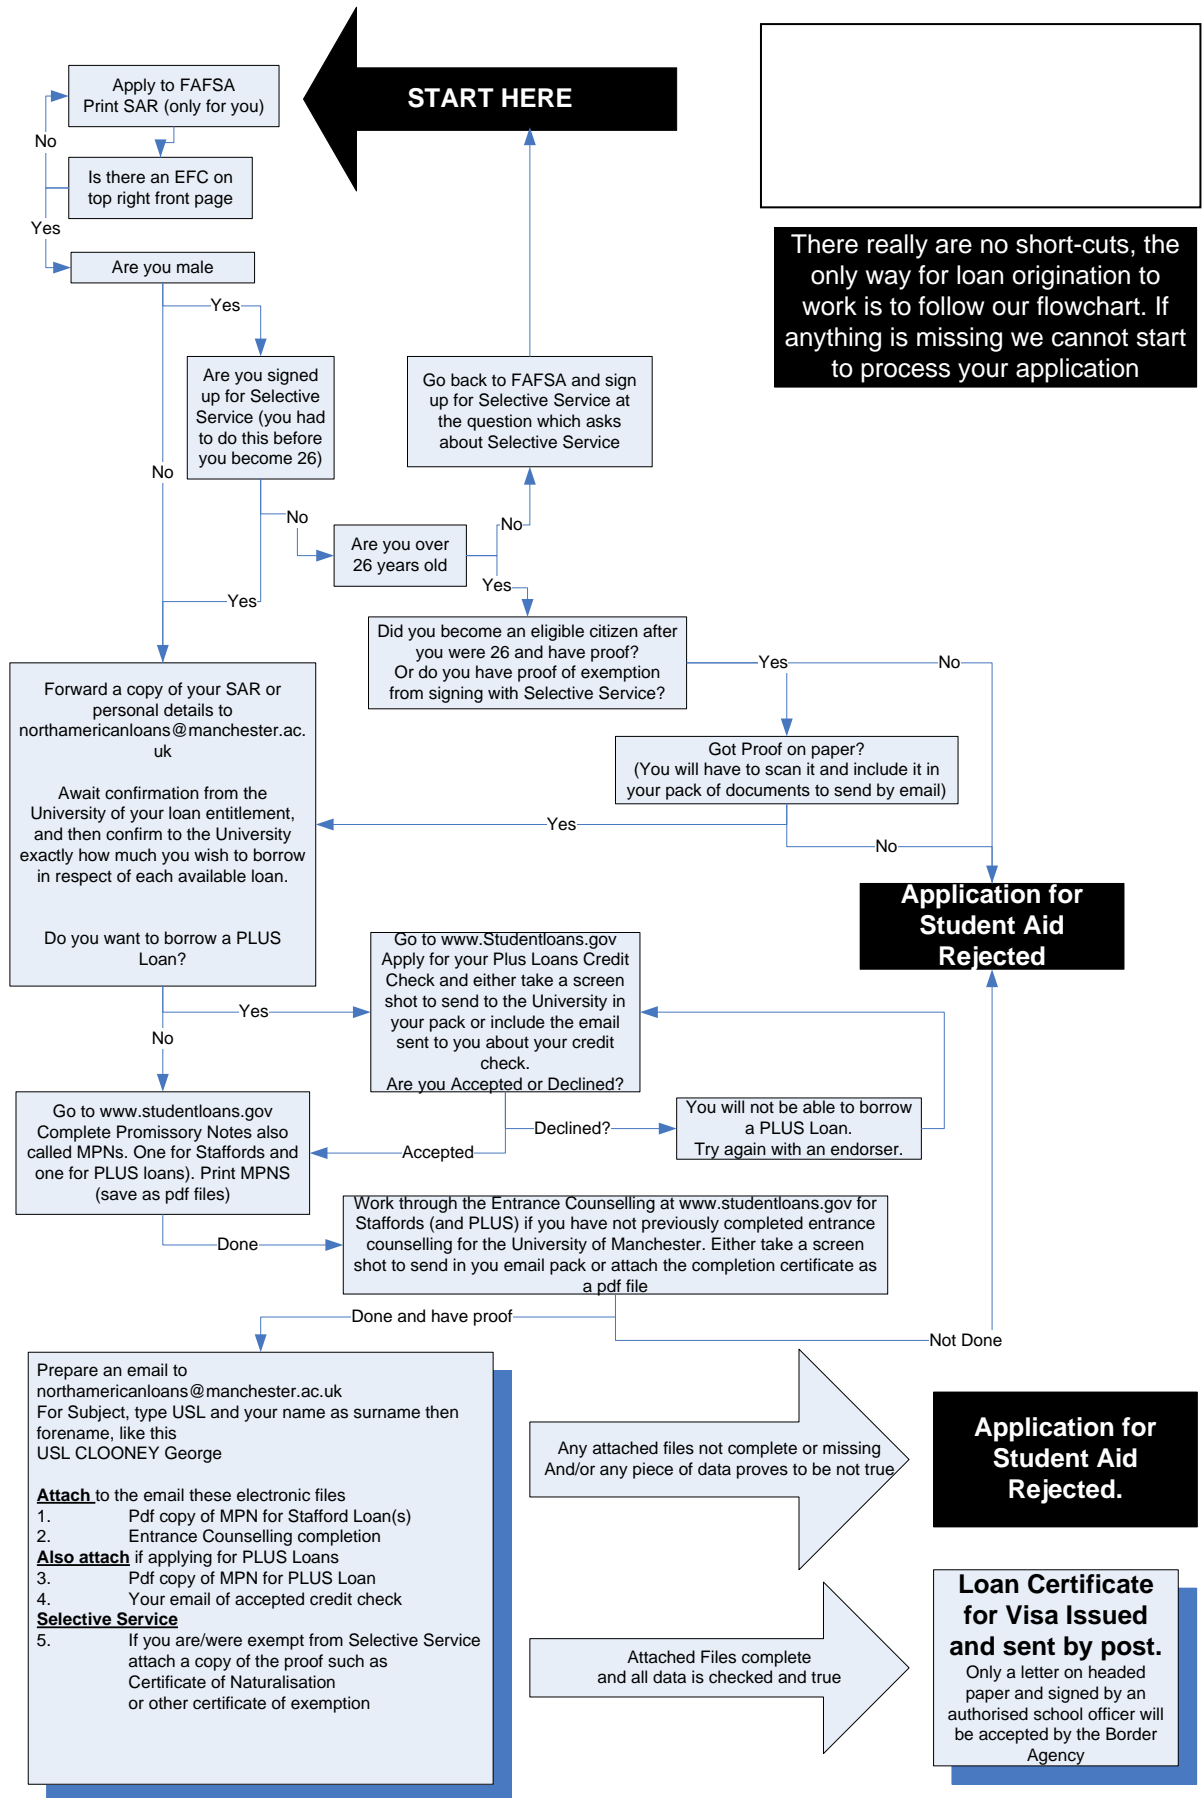 START HERE
Apply to FAFSA
Print SAR (only for you)
No
Is there an EFC on
top right front page
Yes
Are you male
There really are no short-cuts, the
only way for loan origination to
work is to follow our flowchart. If
anything is missing we cannot start
to process your application
Yes
Are you signed
up for Selective
Service (you had
to do this before
you become 26)
Go back to FAFSA and sign
up for Selective Service at
the question which asks
about Selective Service
No
No
No
Are you over
26 years old
Yes
Yes
Did you become an eligible citizen after
you were 26 and have proof?
Or do you have proof of exemption
from signing with Selective Service?
Yes
No
Forward a copy of your SAR or
personal details to
northamericanloans@manchester.ac.
uk
Await confirmation from the
University of your loan entitlement,
and then confirm to the University
exactly how much you wish to borrow
in respect of each available loan.
Do you want to borrow a PLUS
Loan?
Got Proof on paper?
(You will have to scan it and include it in
your pack of documents to send by email)
Yes
No
Application for
Student Aid
Rejected
Go to www.Studentloans.gov
Apply for your Plus Loans Credit
Check and either take a screen
shot to send to the University in
your pack or include the email
sent to you about your credit
check.
Are you Accepted or Declined?
Yes
No
Go to www.studentloans.gov
Complete Promissory Notes also
called MPNs. One for Staffords and
one for PLUS loans). Print MPNS
(save as pdf files)
Accepted
Declined?
You will not be able to borrow
a PLUS Loan.
Try again with an endorser.
Done
Work through the Entrance Counselling at www.studentloans.gov for
Staffords (and PLUS) if you have not previously completed entrance
counselling for the University of Manchester. Either take a screen
shot to send in you email pack or attach the completion certificate as
a pdf file
Done and have proof
Not Done
Prepare an email to
northamericanloans@manchester.ac.uk
For Subject, type USL and your name as surname then
forename, like this
USL CLOONEY George
Attach to the email these electronic files
1. Pdf copy of MPN for Stafford Loan(s)
2. Entrance Counselling completion
Also attach if applying for PLUS Loans
3. Pdf copy of MPN for PLUS Loan
4. Your email of accepted credit check
Selective Service
5. If you are/were exempt from Selective Service
attach a copy of the proof such as
Certificate of Naturalisation
or other certificate of exemption
Any attached files not complete or missing
And/or any piece of data proves to be not true
Application for
Student Aid
Rejected.
Attached Files complete
and all data is checked and true
Loan Certificate
for Visa Issued
and sent by post.
Only a letter on headed
paper and signed by an
authorised school officer will
be accepted by the Border
Agency